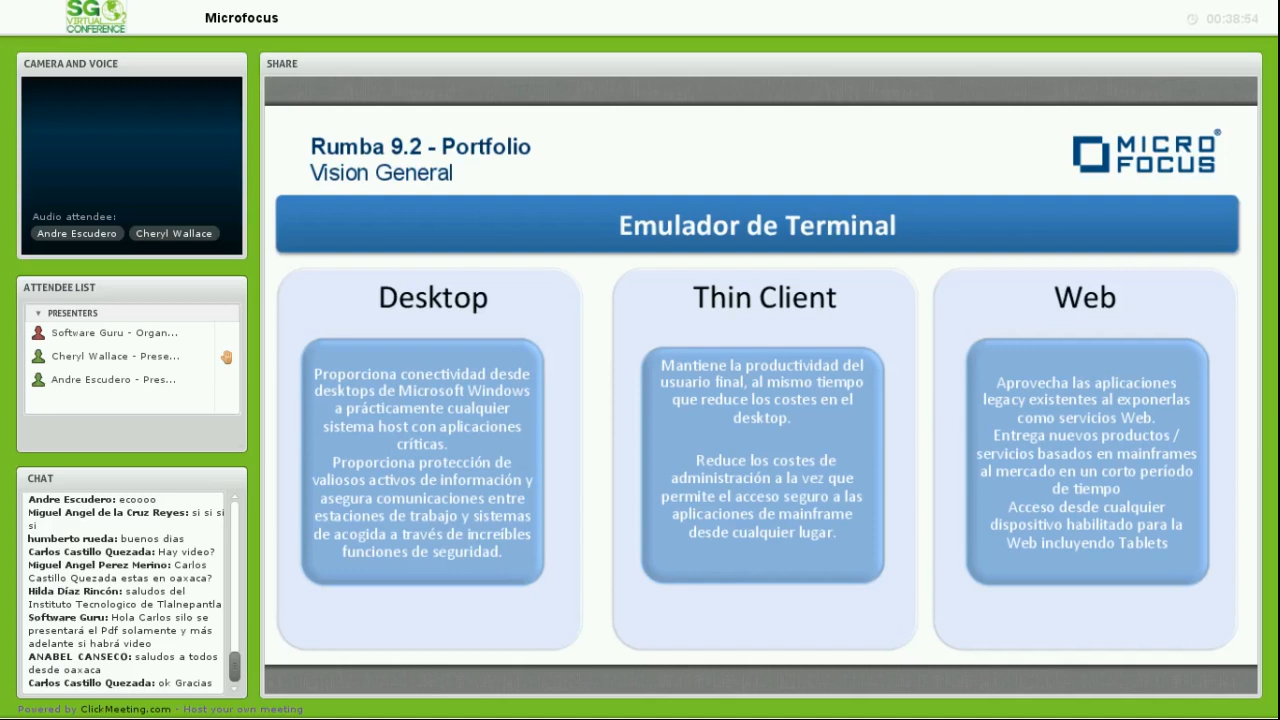 SG
VIRTUAL
CONFERENCE
Microfocus
00:38:54
CAMERA AND VOICE
Audio attendee:
Andre Escudero
Cheryl Wallace
ATTENDEE LIST
PRESENTERS
Software Guru - Organ...
Cheryl Wallace - Prese...
Andre Escudero - Pres...
CHAT
Andre Escudero: ecoooo
Miguel Angel de la Cruz Reyes: si si si
si
humberto rueda: buenos dias
Carlos Castillo Quezada: Hay video?
Miguel Angel Perez Merino: Carlos
Castillo Quezada estas en oaxaca?
Hilda Díaz Rincón: saludos del
Instituto Tecnologico de Tlalnepantla
Software Guru: Hola Carlos silo se
presentará el Pdf solamente y más
adelante si habrá video
ANABEL CANSECO: saludos a todos
desde oaxaca
Carlos Castillo Quezada: ok Gracias
SHARE
Rumba 9.2 - Portfolio
Vision General
MICRO
FOCUS®
Emulador de Terminal
Desktop
Proporciona conectividad desde
desktops de Microsoft Windows
a prácticamente cualquier
sistema host con aplicaciones
críticas.
Proporciona protección de
valiosos activos de información y
asegura comunicaciones entre
estaciones de trabajo y sistemas
de acogida a través de increíbles
funciones de seguridad.
Thin Client
Mantiene la productividad del
usuario final, al mismo tiempo
que reduce los costes en el
desktop.
Reduce los costes de
administración a la vez que
permite el acceso seguro a las
aplicaciones de mainframe
desde cualquier lugar.
Web
Aprovecha las aplicaciones
legacy existentes al exponerlas
como servicios Web.
Entrega nuevos productos /
servicios basados en mainframes
al mercado en un corto período
de tiempo
Acceso desde cualquier
dispositivo habilitado para la
Web incluyendo Tablets
Powered by ClickMeeting.com - Host your own meeting